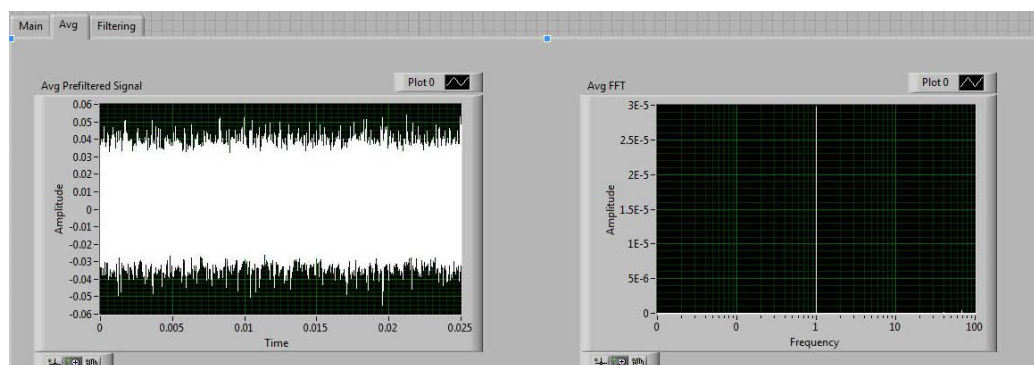 Main Avg Filtering
Avg Prefiltered Signal
Plot 0
0.06
0.05
0.04
0.03
0.02
0.01
0
-0.01
-0.02
-0.03
-0.04
-0.05
-0.06
Amplitude
0 0.005 0.01 0.015 0.02 0.025
Time
Avg FFT
Plot 0
3E-5
2.5E-5
2E-5
1.5E-5
1E-5
5E-6
0
Amplitude
0 0 1 10 100
Frequency